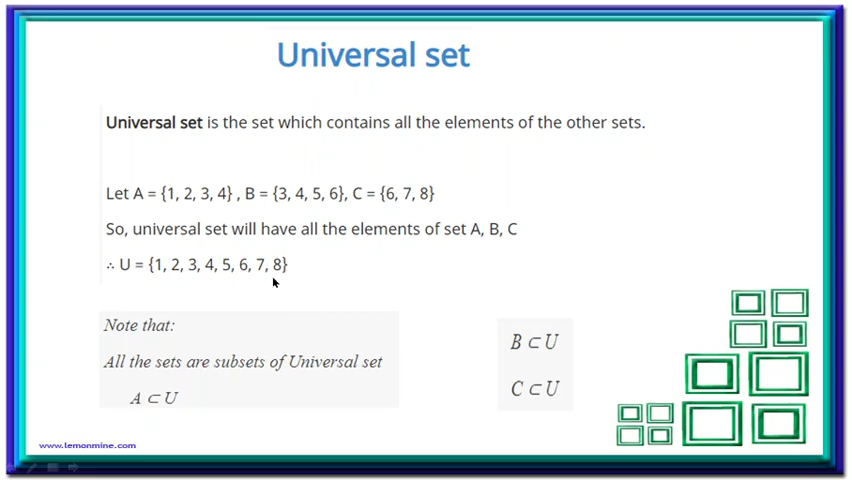 Universal set
Universal set is the set which contains all the elements of the other sets.
Let A = {1, 2, 3, 4} , B = {3, 4, 5, 6}, C = {6, 7, 8}
So, universal set will have all the elements of set A, B, C
∴ U = {1, 2, 3, 4, 5, 6, 7, 8}
Note that:
All the sets are subsets of Universal set
A ⊂ U
B ⊂ U
C ⊂ U
www.lemonmine.com